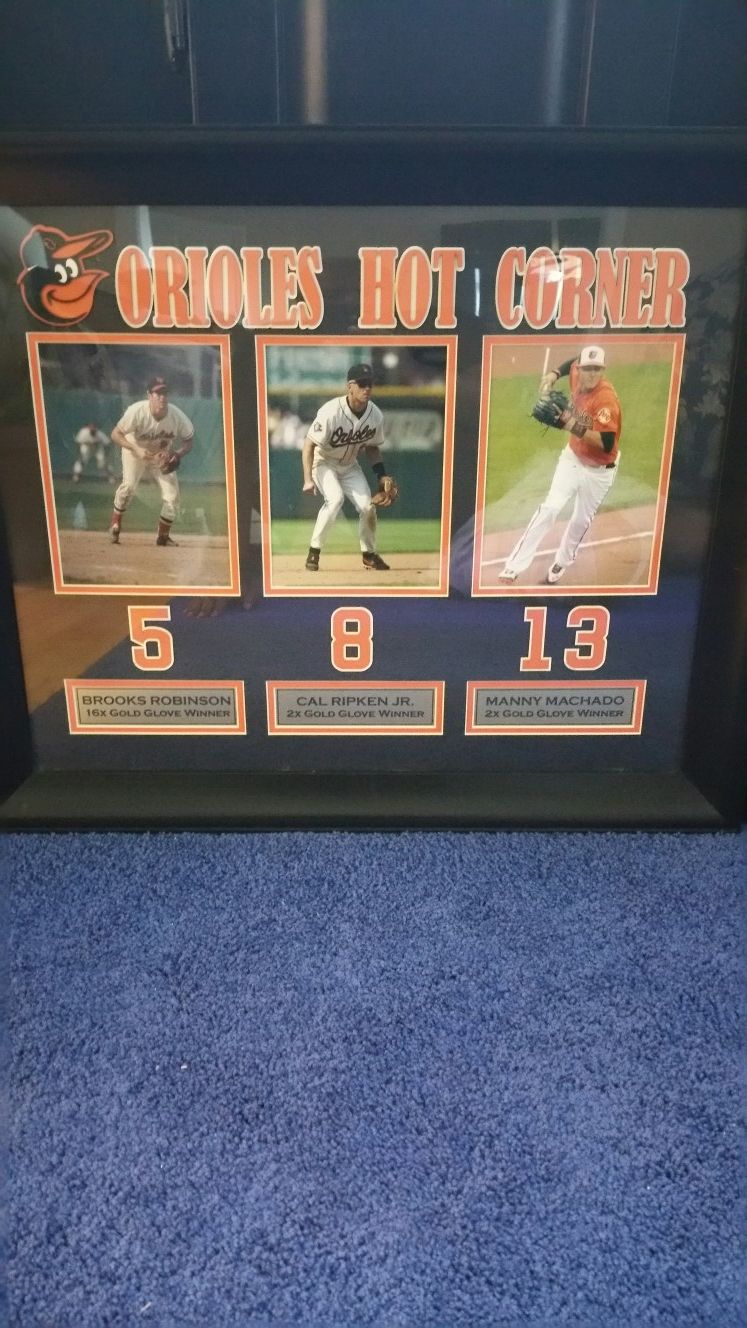 ORIOLES HOT CORNER
Orioles
5
8
13
BROOKS ROBINSON
16X GOLD GLOVE WINNER
CAL RIPKEN JR.
2X GOLD GLOVE WINNER
MANNY MACHADO
2X GOLD GLOVE WINNER